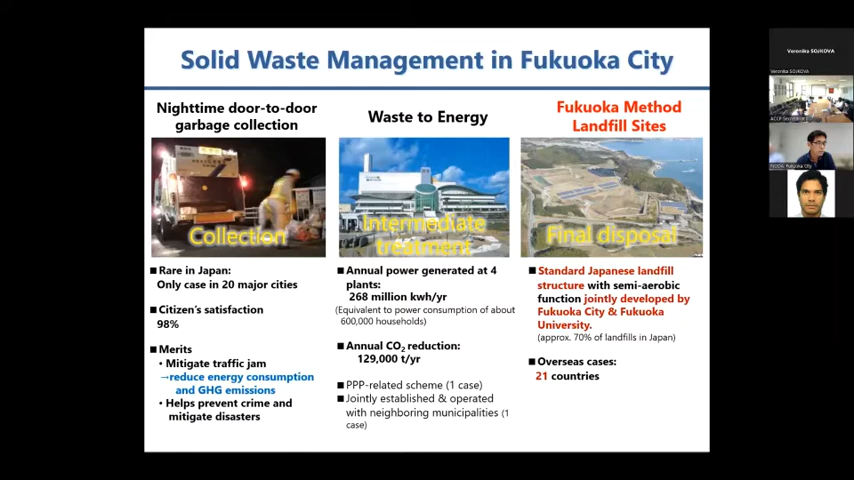 Solid Waste Management in Fukuoka City
Nighttime door-to-door
garbage collection
Collection
■Rare in Japan:
Only case in 20 major cities
■Citizen's satisfaction
98%
■Merits
• Mitigate traffic jam
→reduce energy consumption
and GHG emissions
• Helps prevent crime and
mitigate disasters
Waste to Energy
Intermediate
treatment
■Annual power generated at 4
plants:
268 million kwh/yr
(Equivalent to power consumption of about
600,000 households)
■Annual CO₂ reduction:
129,000 t/yr
■PPP-related scheme (1 case)
■Jointly established & operated
with neighboring municipalities (1
case)
Fukuoka Method
Landfill Sites
Final disposal
■Standard Japanese landfill
structure with semi-aerobic
function jointly developed by
Fukuoka City & Fukuoka
University.
(approx. 70% of landfills in Japan)
■Overseas cases:
21 countries
Veronika SOJKOVA
Veronika SOJKOVA
ACCP Secretariat
Fukuoka City